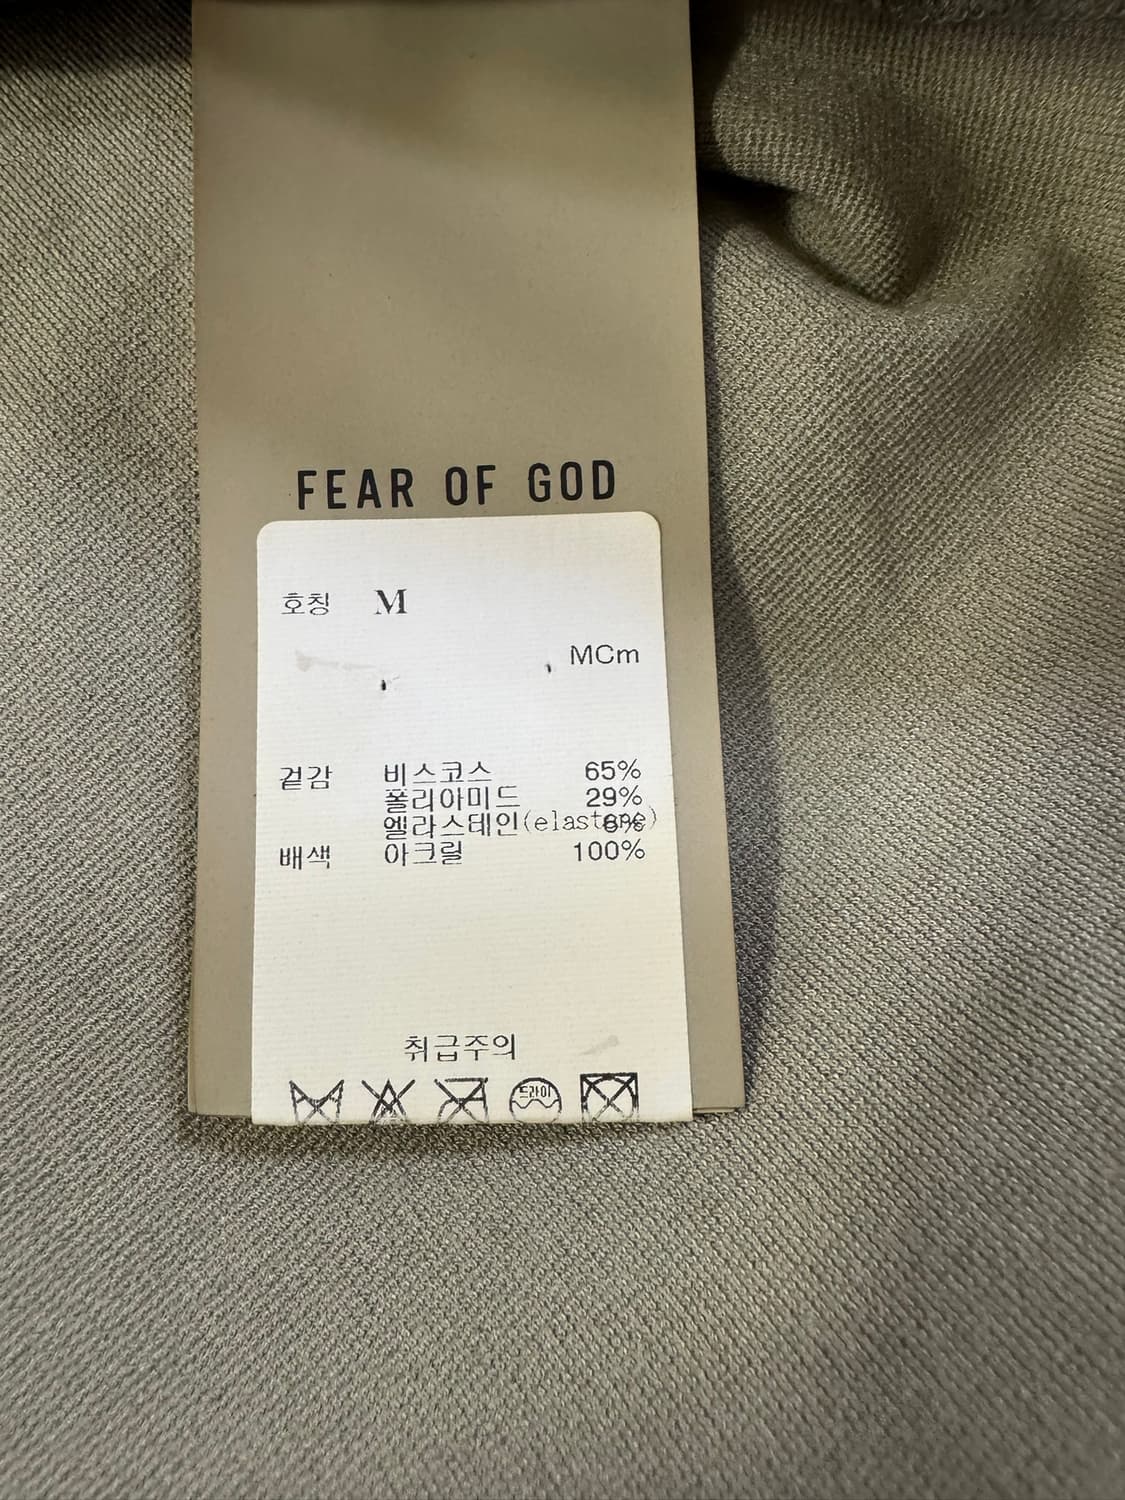 FEAR OF GOD
호칭 M
MCm
겉감 비스코스 65%
폴리아미드 29%
엘라스테인(elastane) 6%
배색 아크릴 100%
취급주의
드라이